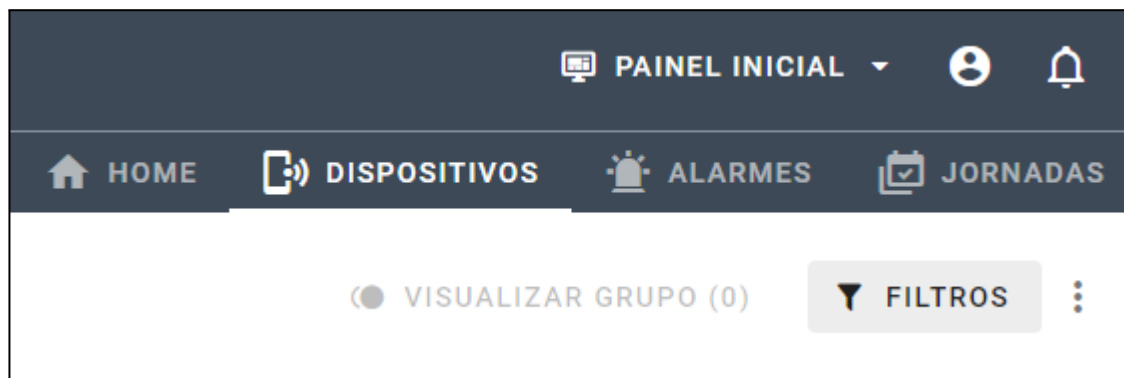 PAINEL INICIAL
HOME DISPOSITIVOS ALARMES JORNADAS
VISUALIZAR GRUPO (0) FILTROS